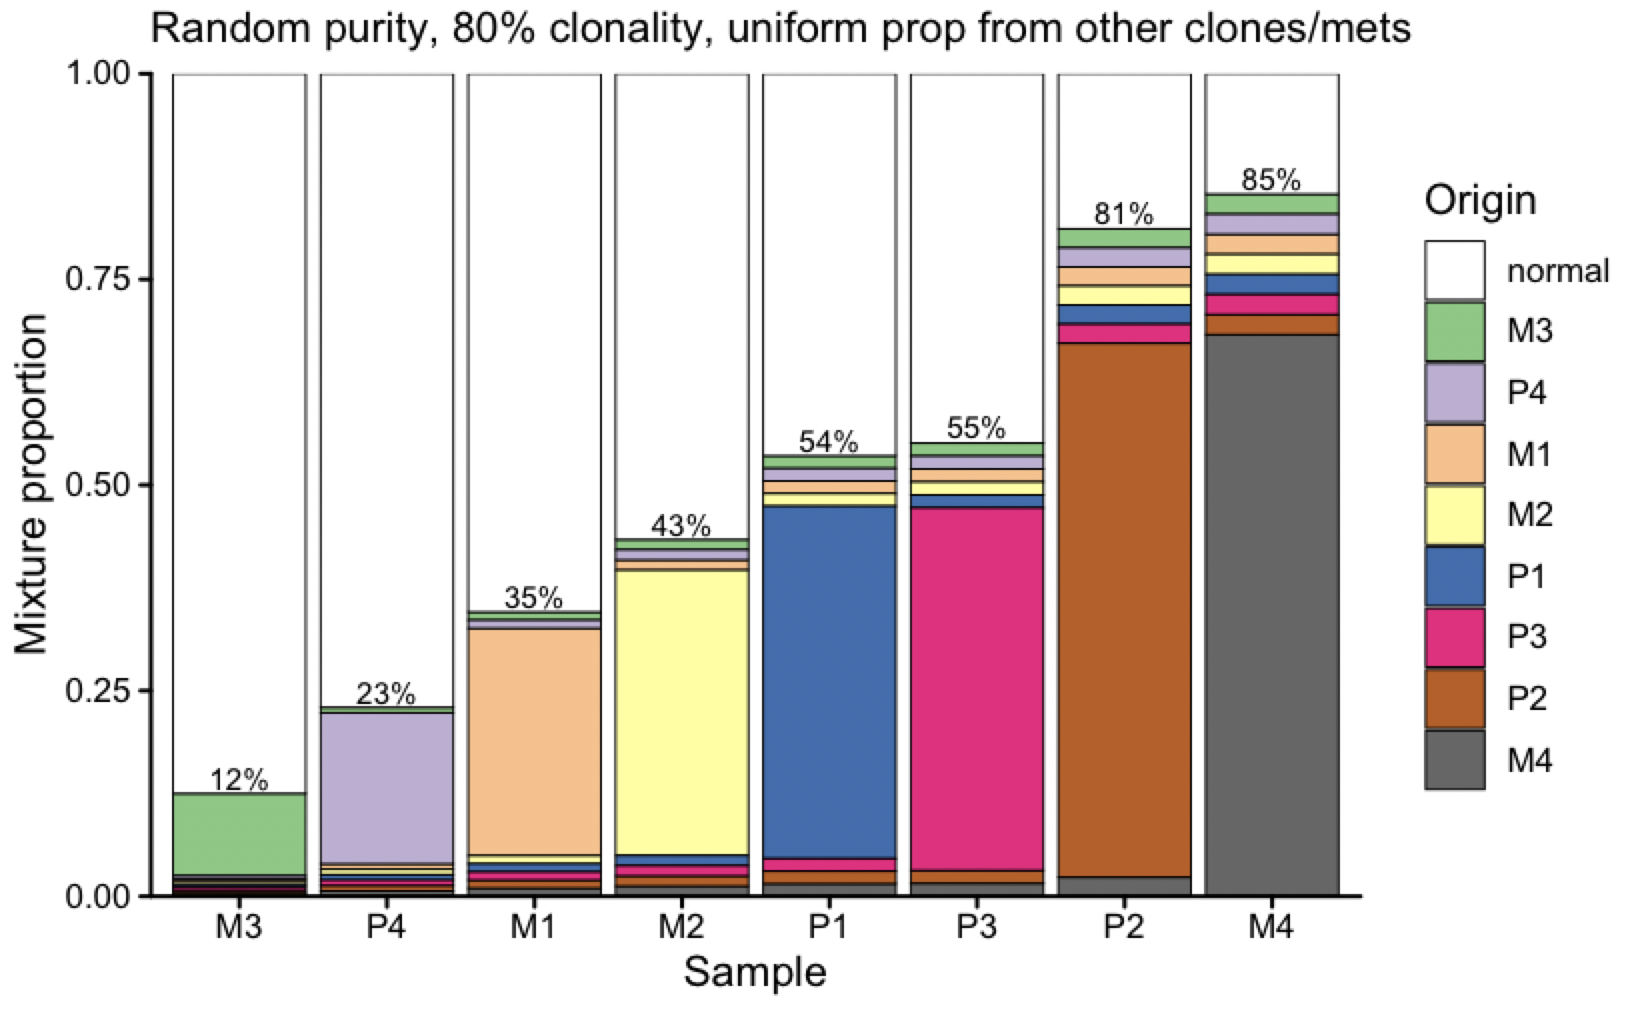 Random purity, 80% clonality, uniform prop from other clones/mets
Mixture proportion
1.00
0.75
0.50
0.25
0.00
12%
23%
35%
43%
54%
55%
81%
85%
M3
P4
M1
M2
P1
P3
P2
M4
Sample
Origin
normal
M3
P4
M1
M2
P1
P3
P2
M4